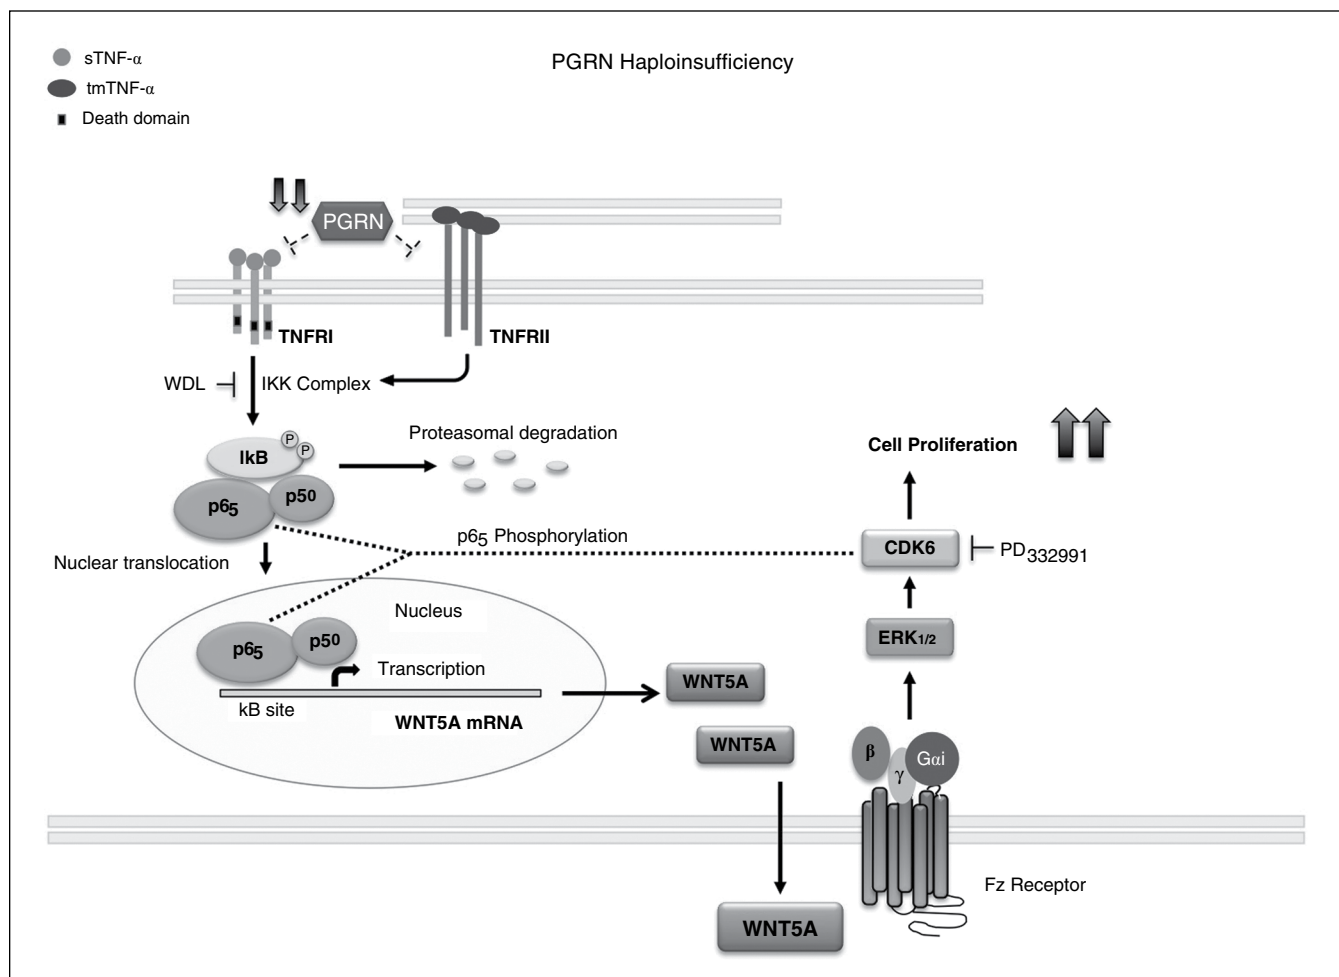 PGRN Haploinsufficiency
sTNF-α
tmTNF-α
Death domain
PGRN
TNFRI
TNFRII
WDL
IKK Complex
P
P
IkB
p65
p50
Proteasomal degradation
Cell Proliferation
p65 Phosphorylation
CDK6
PD332991
Nuclear translocation
Nucleus
ERK1/2
p65
p50
Transcription
kB site
WNT5A mRNA
WNT5A
WNT5A
β
γ
Gαi
Fz Receptor
WNT5A